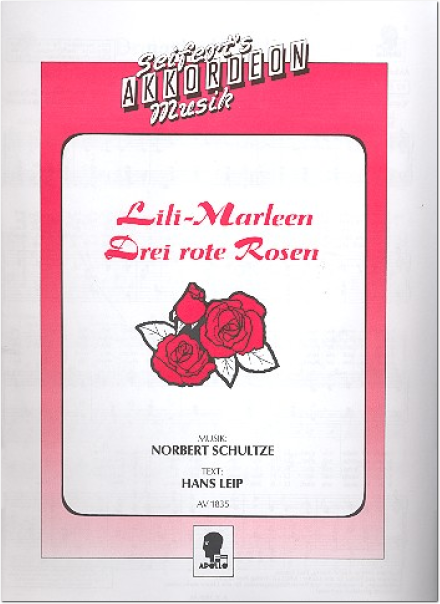 Seifert's
AKKORDEON
Musik
Lili-Marleen
Drei rote Rosen
MUSIK:
NORBERT SCHULTZE
TEXT:
HANS LEIP
AV 1835
APOLLO